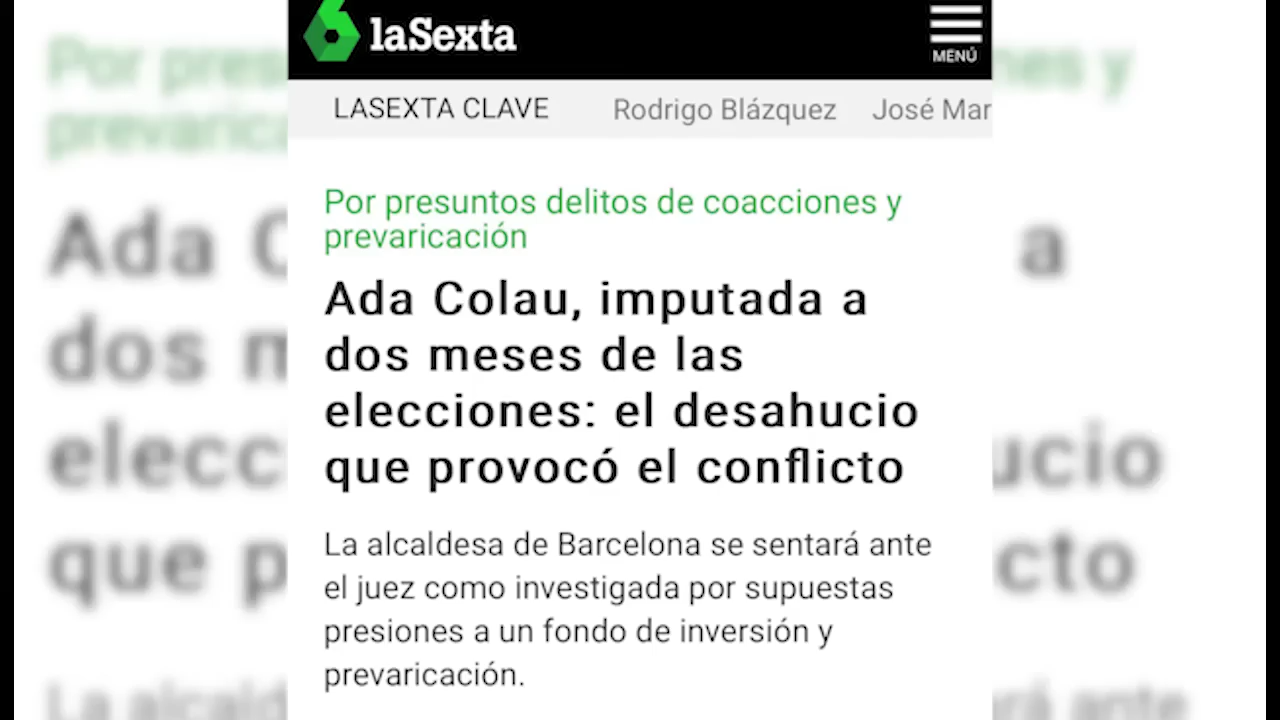 laSexta
MENÚ
LASEXTA CLAVE Rodrigo Blázquez José Mar
Por presuntos delitos de coacciones y
prevaricación
Ada Colau, imputada a
dos meses de las
elecciones: el desahucio
que provocó el conflicto
La alcaldesa de Barcelona se sentará ante
el juez como investigada por supuestas
presiones a un fondo de inversión y
prevaricación.